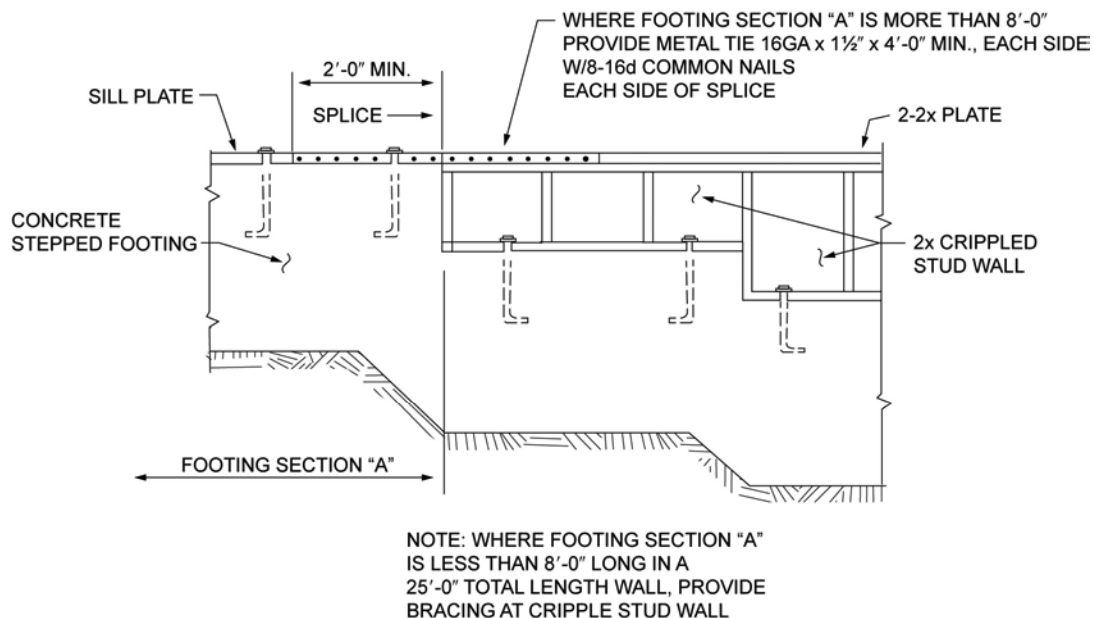 WHERE FOOTING SECTION “A” IS MORE THAN 8′-0″
PROVIDE METAL TIE 16GA x 1½″ x 4′-0″ MIN., EACH SIDE
W/8-16d COMMON NAILS
EACH SIDE OF SPLICE
2′-0″ MIN.
SILL PLATE
SPLICE
2-2x PLATE
CONCRETE
STEPPED FOOTING
2x CRIPPLED
STUD WALL
FOOTING SECTION “A”
NOTE: WHERE FOOTING SECTION “A”
IS LESS THAN 8′-0″ LONG IN A
25′-0″ TOTAL LENGTH WALL, PROVIDE
BRACING AT CRIPPLE STUD WALL